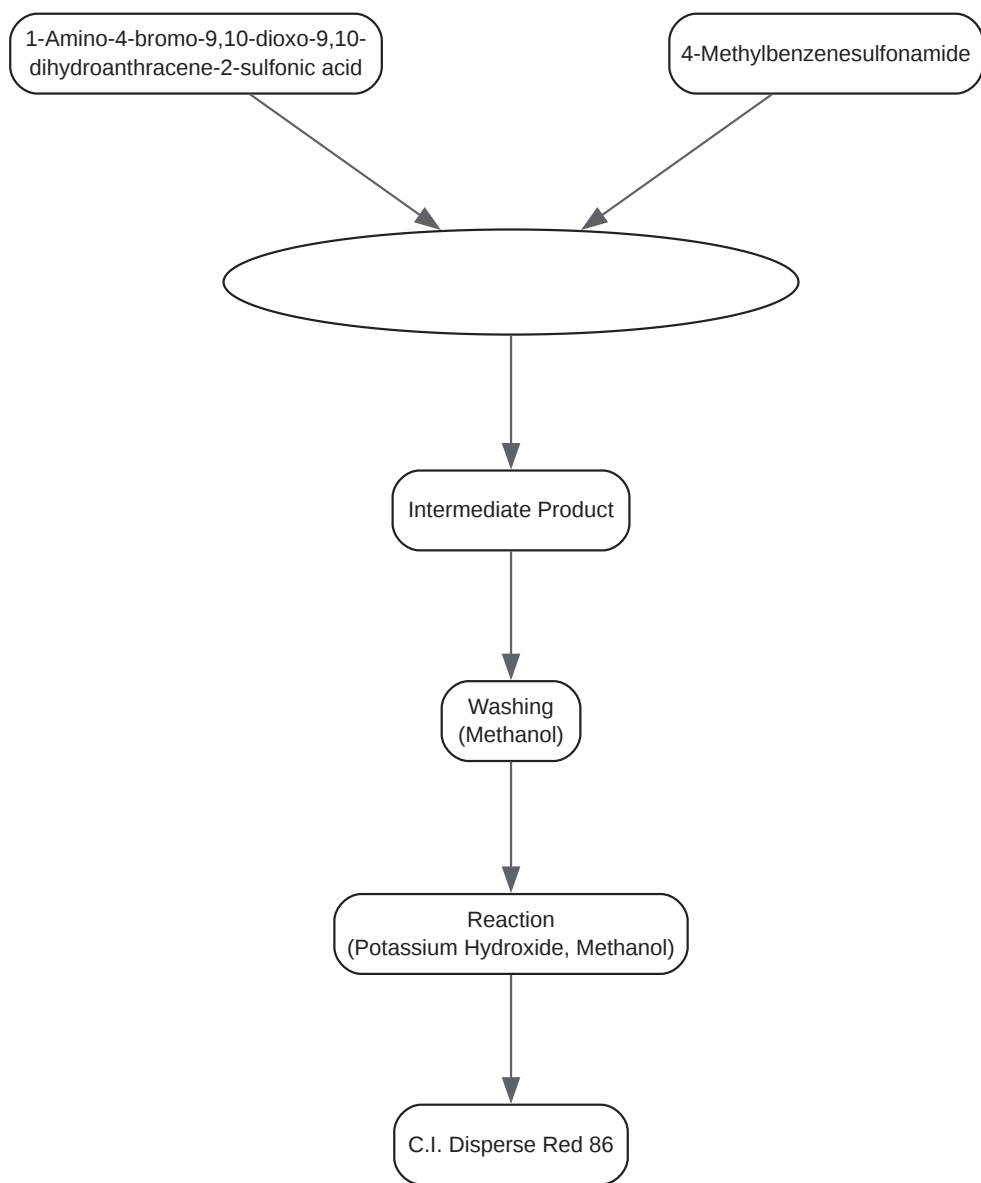 1-Amino-4-bromo-9,10-dioxo-9,10-
dihydroanthracene-2-sulfonic acid
4-Methylbenzenesulfonamide
Intermediate Product
Washing
(Methanol)
Reaction
(Potassium Hydroxide, Methanol)
C.I. Disperse Red 86